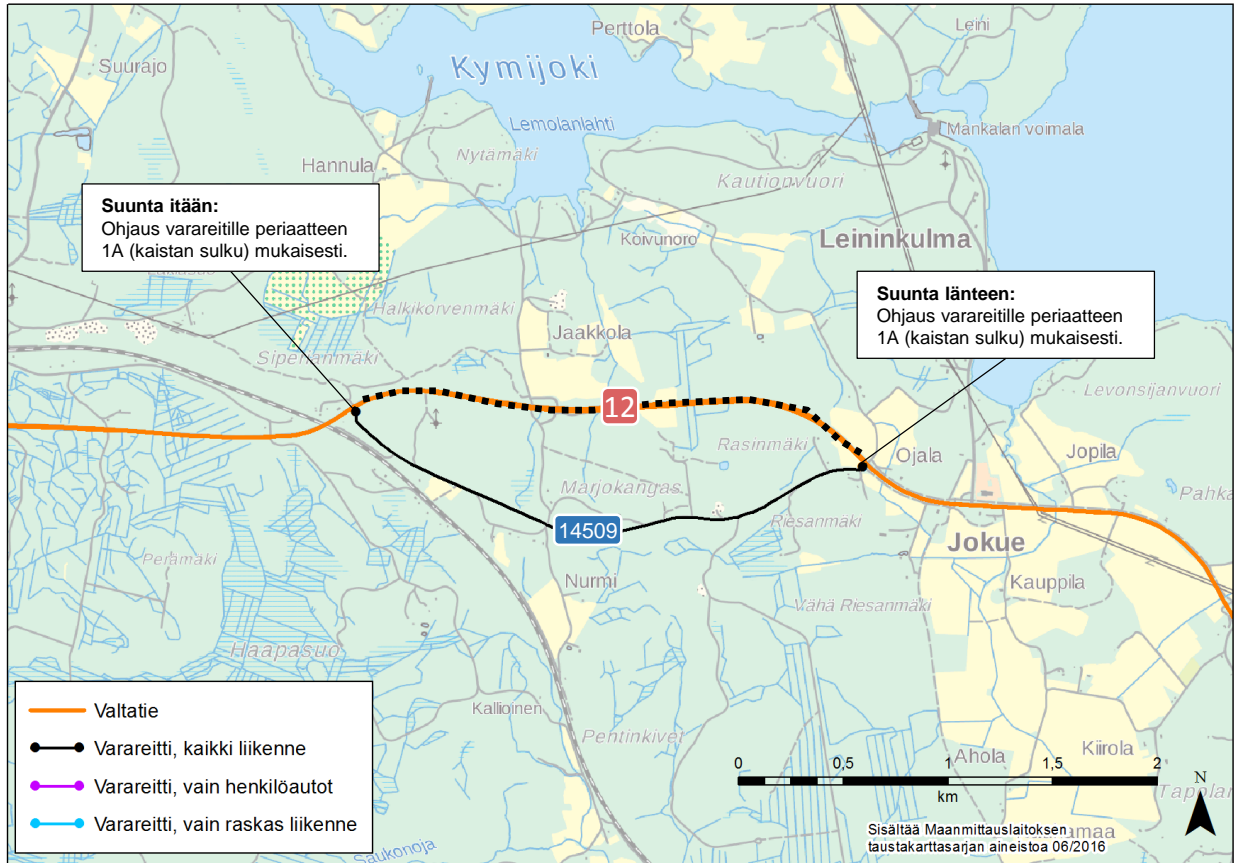 Perttola
Leini
Suurajo
Kymijoki
Lemolanlahti
Mankalan voimala
Nytämäki
Hannula
Kautionvuori
Suunta itään:
Ohjaus varareitille periaatteen
1A (kaistan sulku) mukaisesti.
Koivunoro
Leininkulma
Suunta länteen:
Ohjaus varareitille periaatteen
1A (kaistan sulku) mukaisesti.
Halkikorvenmäki
Jaakkola
Siperianmäki
Levonsijanvuori
12
Rasinmäki
Ojala
Jopila
Marjokangas
Pahka
14509
Riesanmäki
Jokue
Perämäki
Nurmi
Kauppila
Vähä Riesanmäki
Haapasuo
Kallioinen
Pentinkivet
Ahola
Kiirola
Tapolan
Valtatie
Varareitti, kaikki liikenne
Varareitti, vain henkilöautot
Varareitti, vain raskas liikenne
0 0,5 1 1,5 2
km
N
Sisältää Maanmittauslaitoksen
taustakarttasarjan aineistoa 06/2016
maa
Saukonoja